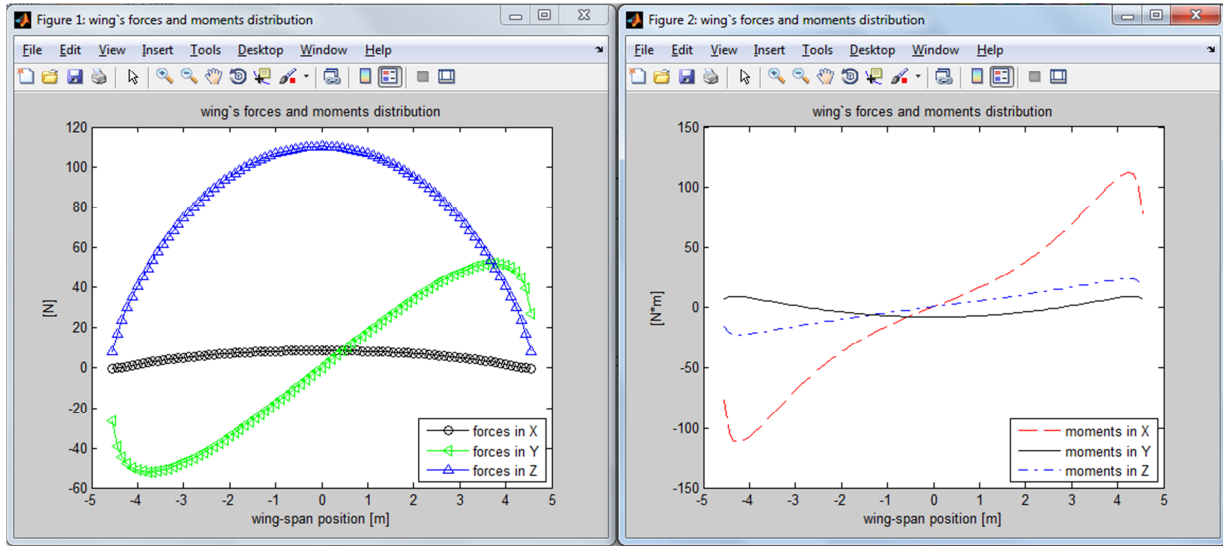 Figure 1: wing`s forces and moments distribution
File Edit View Insert Tools Desktop Window Help
wing`s forces and moments distribution
120
100
80
60
40
20
0
-20
-40
-60
[N]
-5 -4 -3 -2 -1 0 1 2 3 4 5
wing-span position [m]
forces in X
forces in Y
forces in Z
Figure 2: wing`s forces and moments distribution
File Edit View Insert Tools Desktop Window Help
wing`s forces and moments distribution
150
100
50
0
-50
-100
-150
[N*m]
-5 -4 -3 -2 -1 0 1 2 3 4 5
wing-span position [m]
moments in X
moments in Y
moments in Z